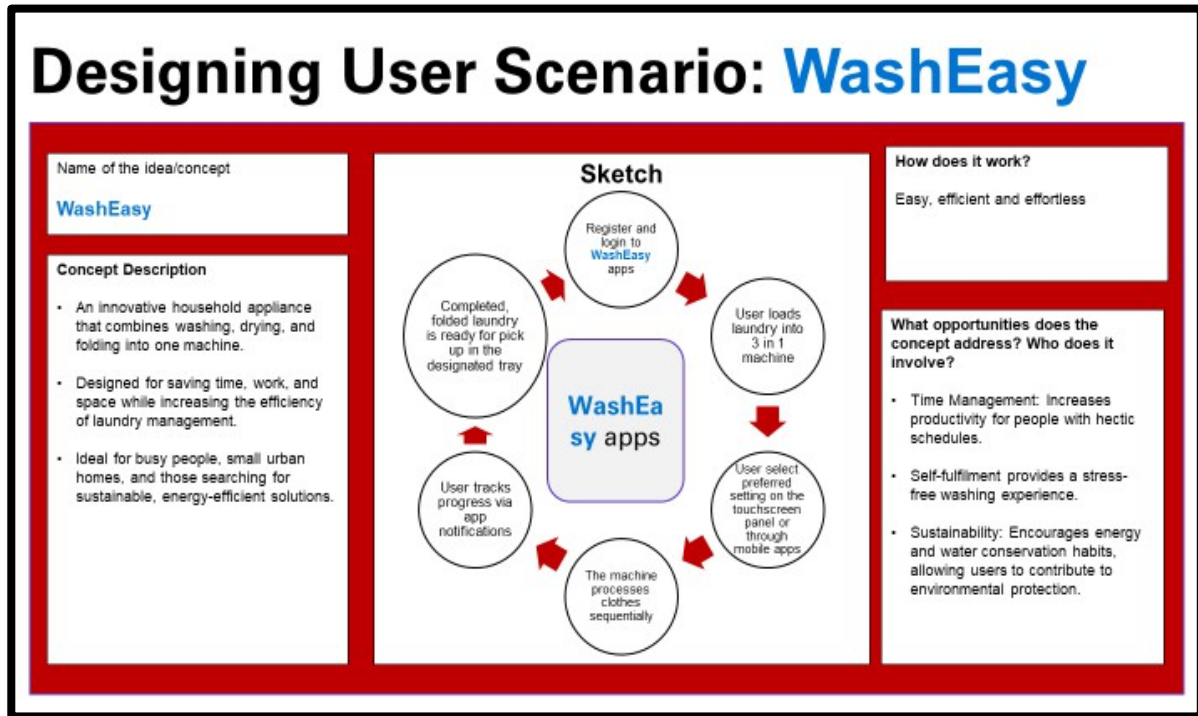 Designing User Scenario: WashEasy
Name of the idea/concept
WashEasy
Concept Description
• An innovative household appliance
that combines washing, drying, and
folding into one machine.
• Designed for saving time, work, and
space while increasing the efficiency
of laundry management.
• Ideal for busy people, small urban
homes, and those searching for
sustainable, energy-efficient solutions.
Sketch
Register and
login to
WashEasy
apps
User loads
laundry into
3 in 1
machine
User select
preferred
setting on the
touchscreen
panel or
through
mobile apps
The machine
processes
clothes
sequentially
User tracks
progress via
app
notifications
Completed,
folded laundry
is ready for pick
up in the
designated tray
WashEa
sy apps
How does it work?
Easy, efficient and effortless
What opportunities does the
concept address? Who does it
involve?
• Time Management: Increases
productivity for people with hectic
schedules.
• Self-fulfilment provides a stress-
free washing experience.
• Sustainability: Encourages energy
and water conservation habits,
allowing users to contribute to
environmental protection.